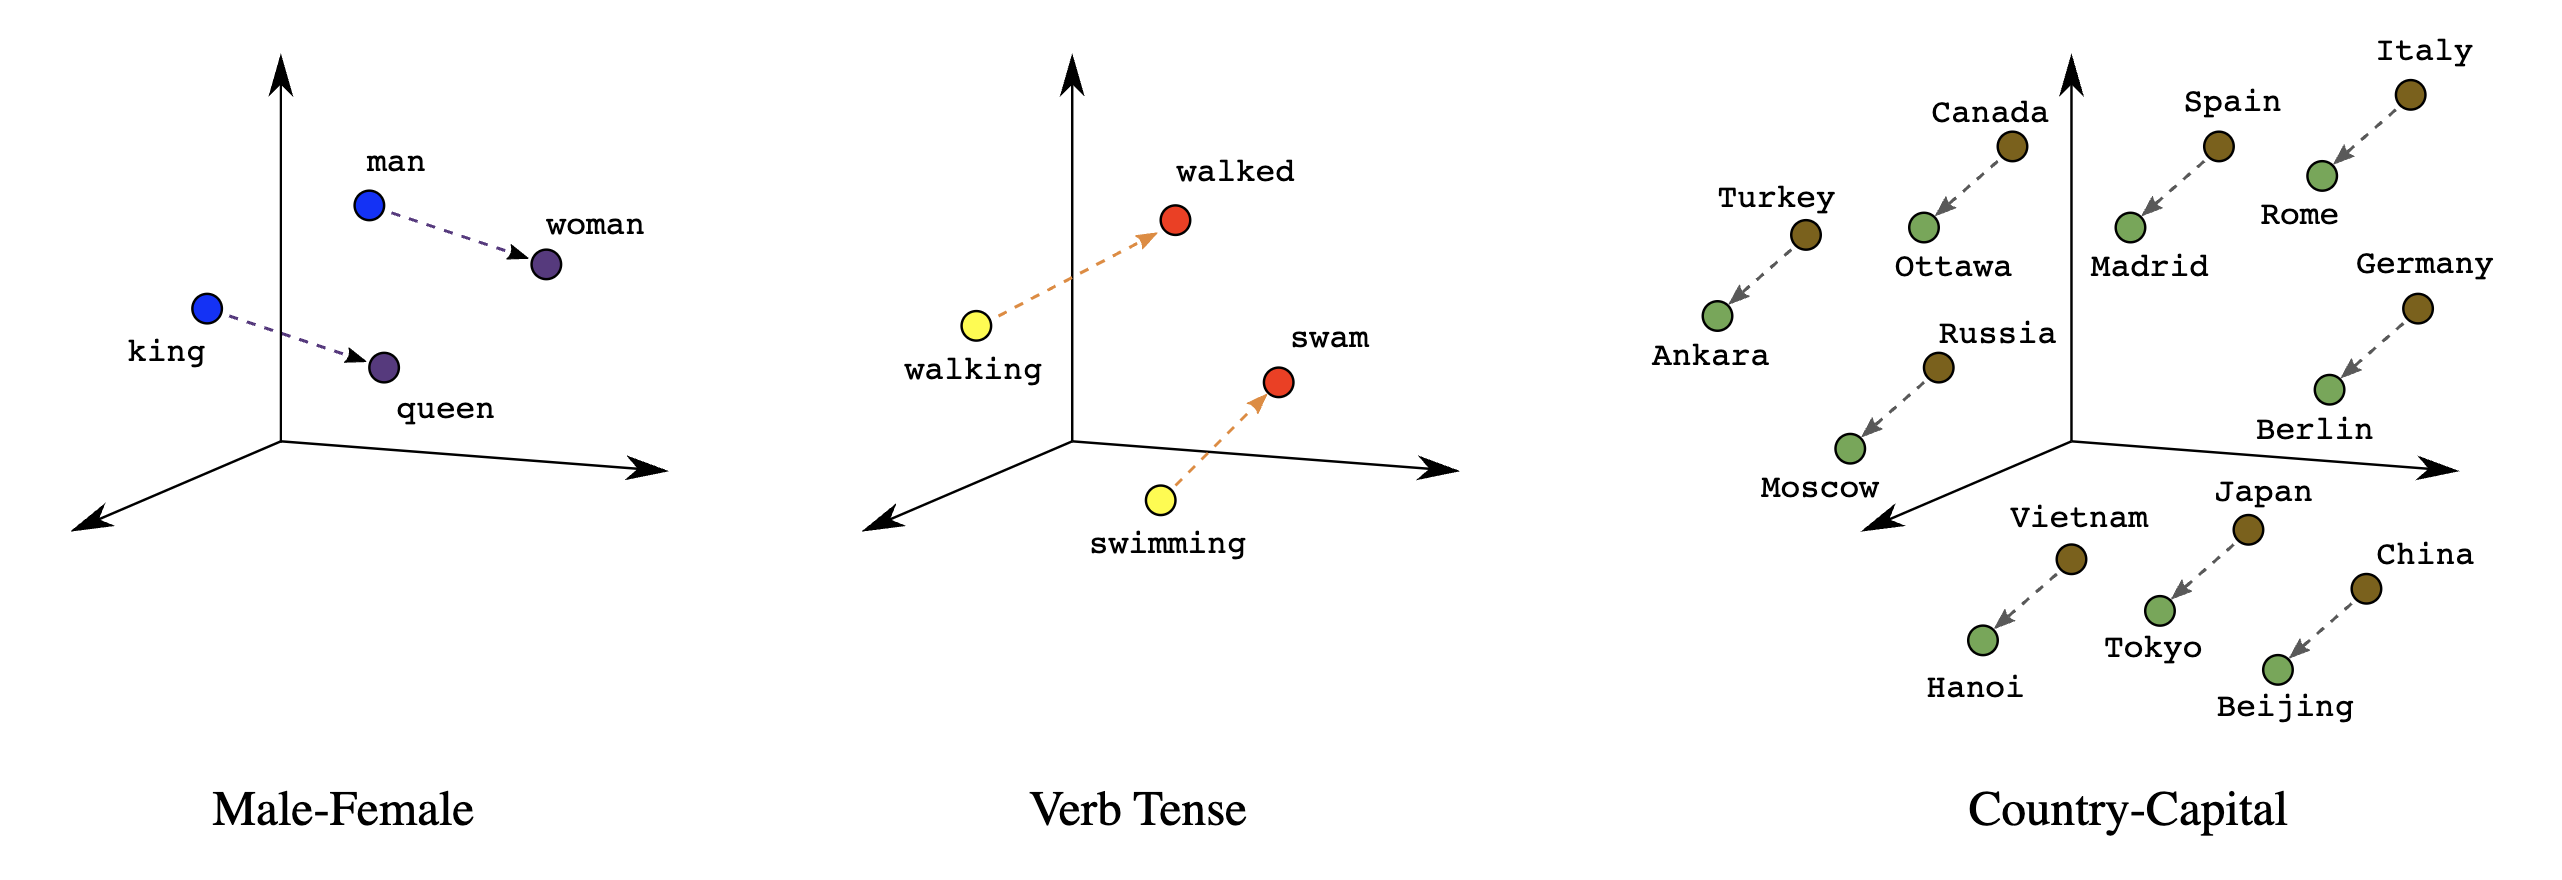 man
woman
king
queen
Male-Female
walked
walking
swam
swimming
Verb Tense
Italy
Spain
Canada
Turkey
Rome
Ottawa
Madrid
Germany
Russia
Ankara
Berlin
Moscow
Japan
Vietnam
China
Tokyo
Hanoi
Beijing
Country-Capital